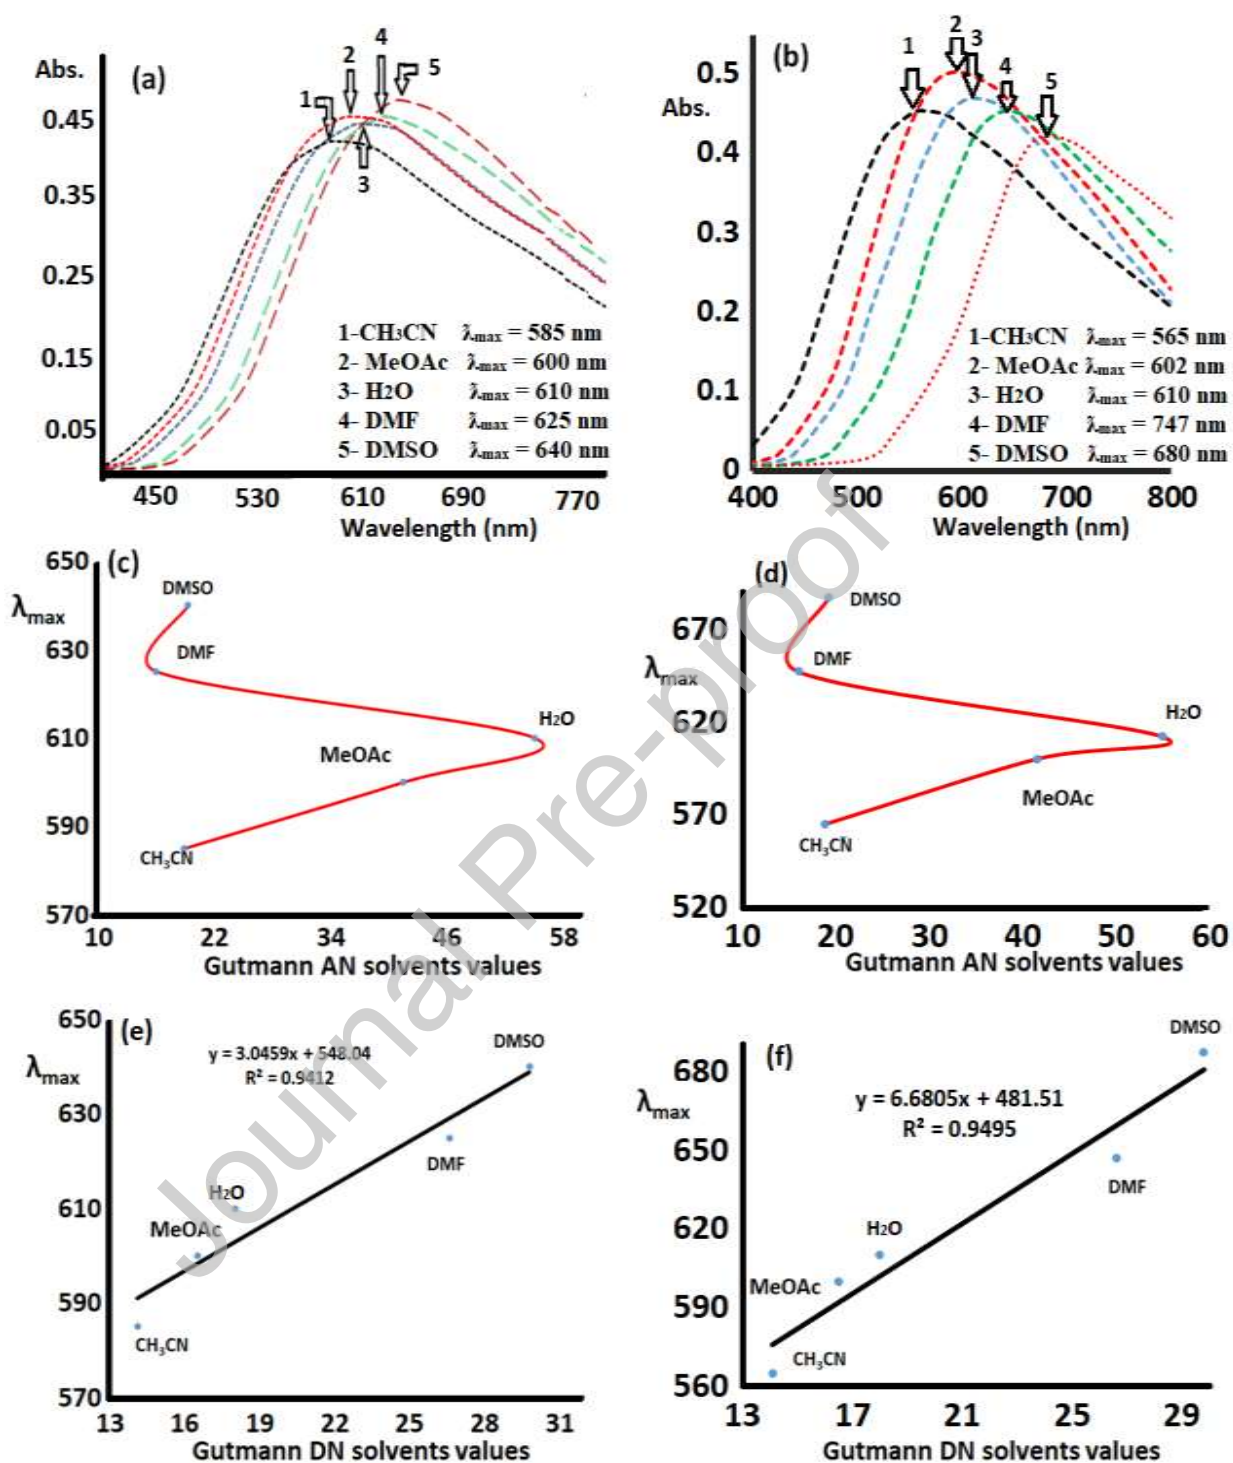 (a)
Abs.
0.45
0.35
0.25
0.15
0.05
1
2
3
4
5
1-CH3CN λmax = 585 nm
2- MeOAc λmax = 600 nm
3- H2O λmax = 610 nm
4- DMF λmax = 625 nm
5- DMSO λmax = 640 nm
450 530 610 690 770
Wavelength (nm)
(b)
Abs.
0.5
0.4
0.3
0.2
0.1
0
1
2
3
4
5
1-CH3CN λmax = 565 nm
2- MeOAc λmax = 602 nm
3- H2O λmax = 610 nm
4- DMF λmax = 747 nm
5- DMSO λmax = 680 nm
400 500 600 700 800
Wavelength (nm)
(c)
λmax
650
630
610
590
570
DMSO
DMF
H2O
MeOAc
CH3CN
10 22 34 46 58
Gutmann AN solvents values
(d)
λmax
670
620
570
520
DMSO
DMF
H2O
MeOAc
CH3CN
10 20 30 40 50 60
Gutmann AN solvents values
(e)
λmax
650
630
610
590
570
y = 3.0459x + 548.04
R² = 0.9412
DMSO
DMF
H2O
MeOAc
CH3CN
13 16 19 22 25 28 31
Gutmann DN solvents values
(f)
λmax
680
650
620
590
560
y = 6.6805x + 481.51
R² = 0.9495
DMSO
DMF
H2O
MeOAc
CH3CN
13 17 21 25 29
Gutmann DN solvents values
Journal Pre-proof